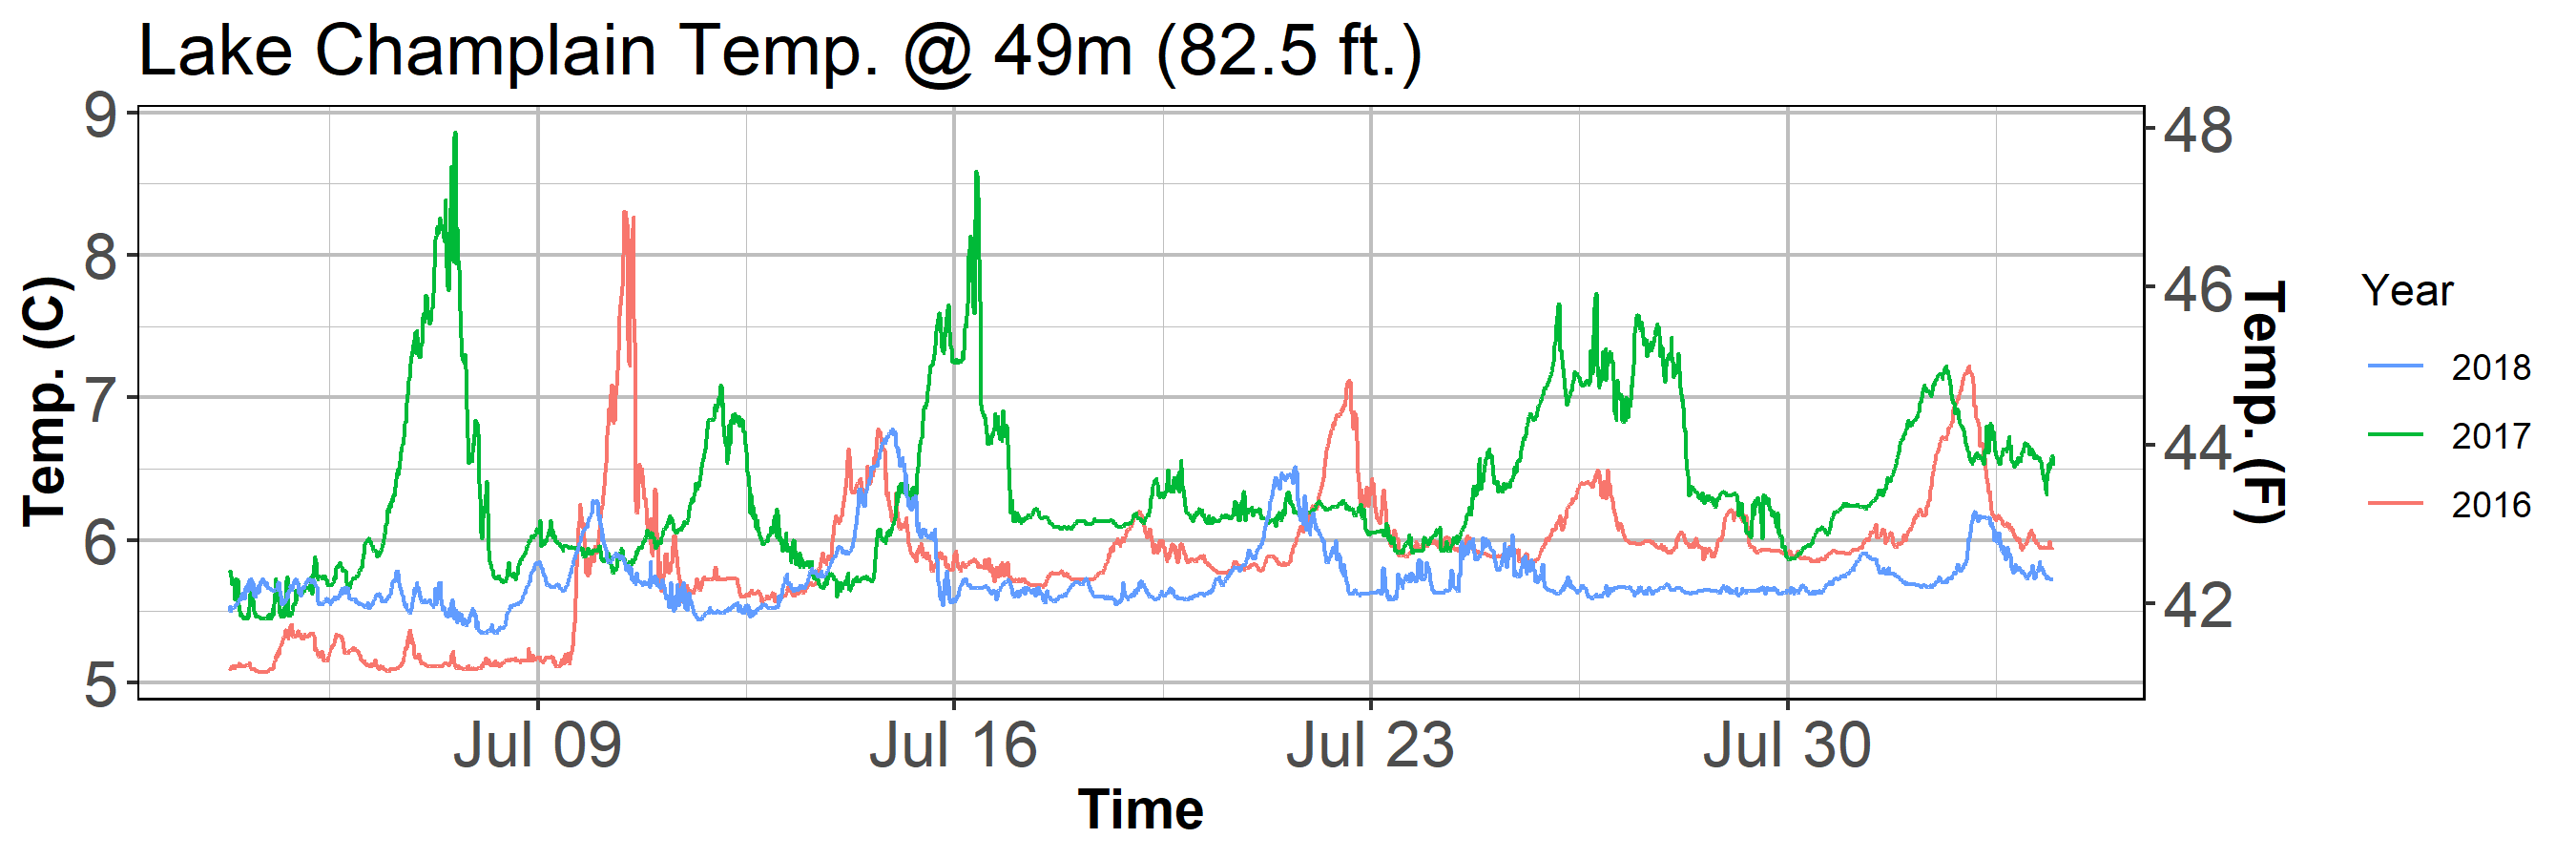 Lake Champlain Temp. @ 49m (82.5 ft.)
9
8
7
6
5
Temp. (C)
48
46
44
42
Temp. (F)
Jul 09
Jul 16
Jul 23
Jul 30
Time
Year
2018
2017
2016